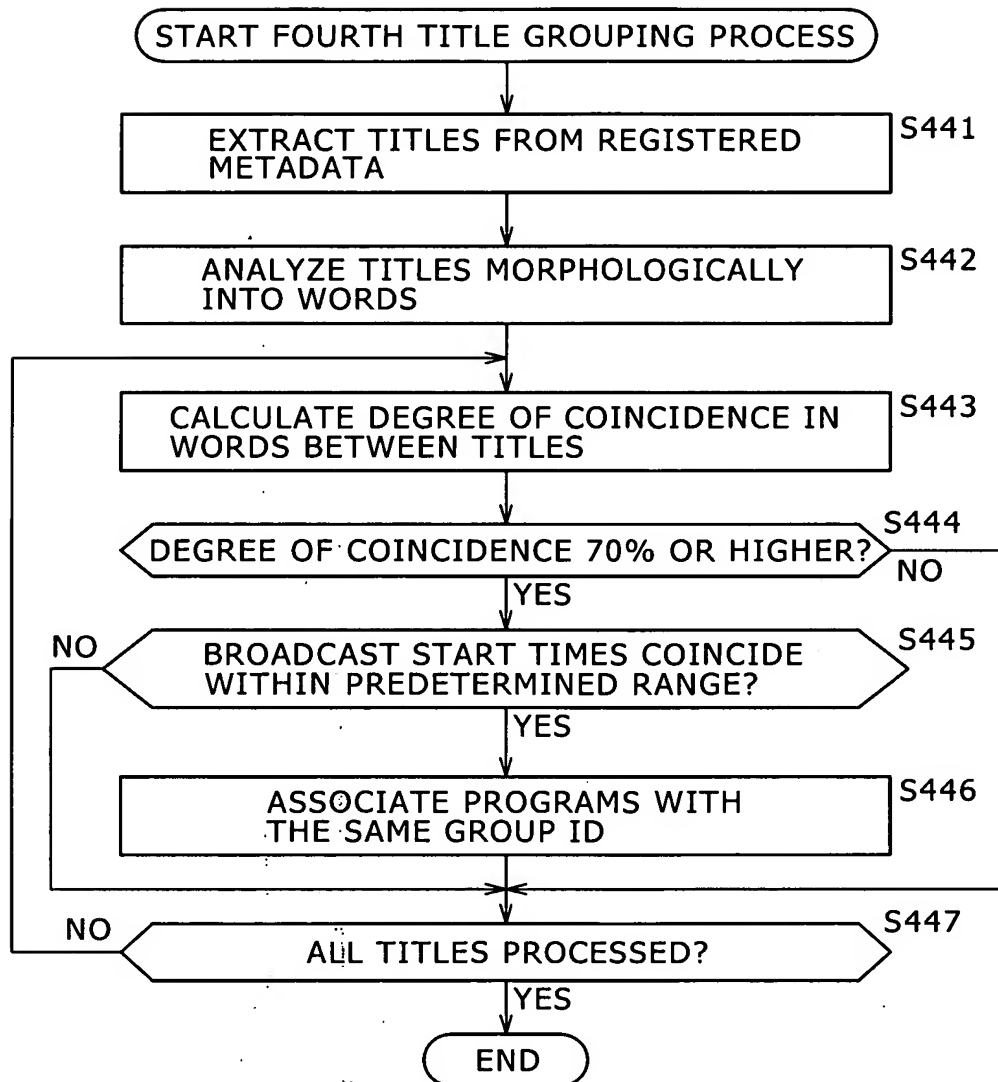 START FOURTH TITLE GROUPING PROCESS
S441
EXTRACT TITLES FROM REGISTERED
METADATA
S442
ANALYZE TITLES MORPHOLOGICALLY
INTO WORDS
S443
CALCULATE DEGREE OF COINCIDENCE IN
WORDS BETWEEN TITLES
S444
DEGREE OF COINCIDENCE 70% OR HIGHER?
NO
YES
S445
NO
BROADCAST START TIMES COINCIDE
WITHIN PREDETERMINED RANGE?
YES
S446
ASSOCIATE PROGRAMS WITH
THE SAME GROUP ID
S447
NO
ALL TITLES PROCESSED?
YES
END